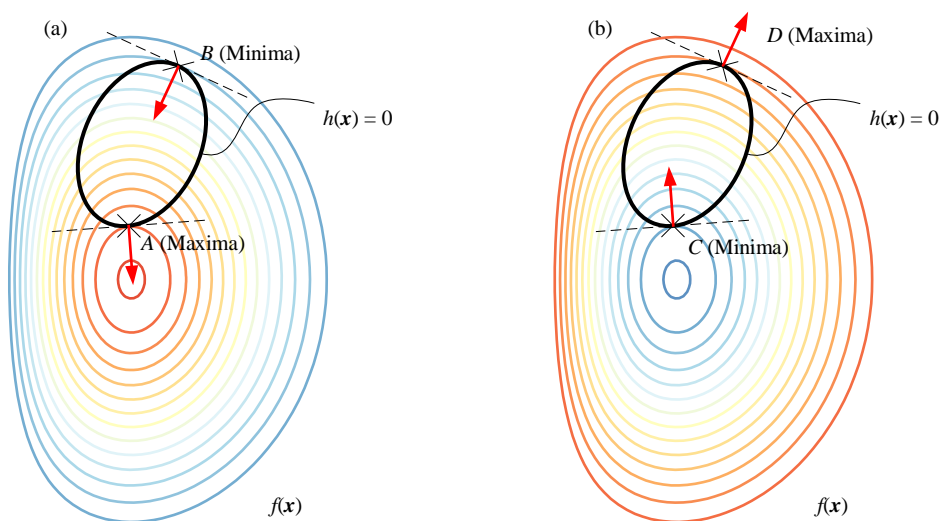 (a)
B (Minima)
h(x) = 0
A (Maxima)
f(x)
(b)
D (Maxima)
h(x) = 0
C (Minima)
f(x)